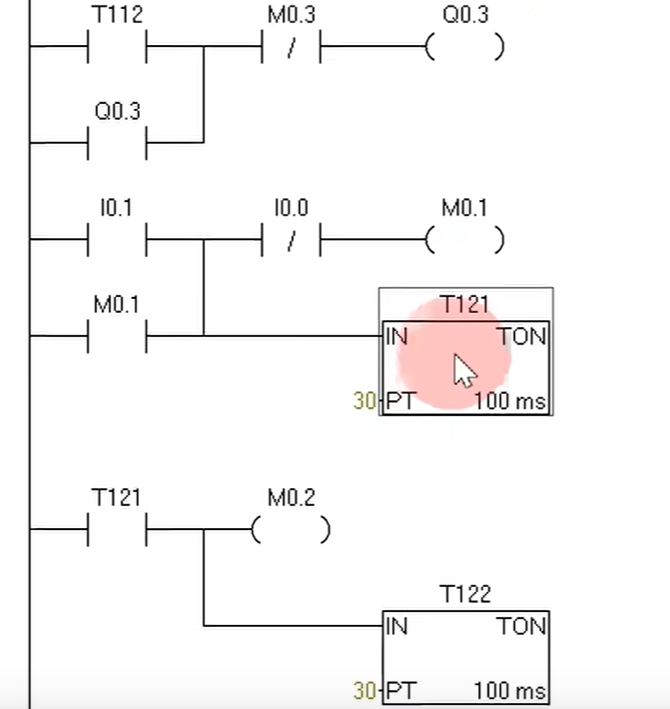 T112 M0.3 Q0.3
/
Q0.3
I0.1 I0.0 M0.1
/
M0.1 T121
IN TON
30 PT 100 ms
T121 M0.2
T122
IN TON
30 PT 100 ms